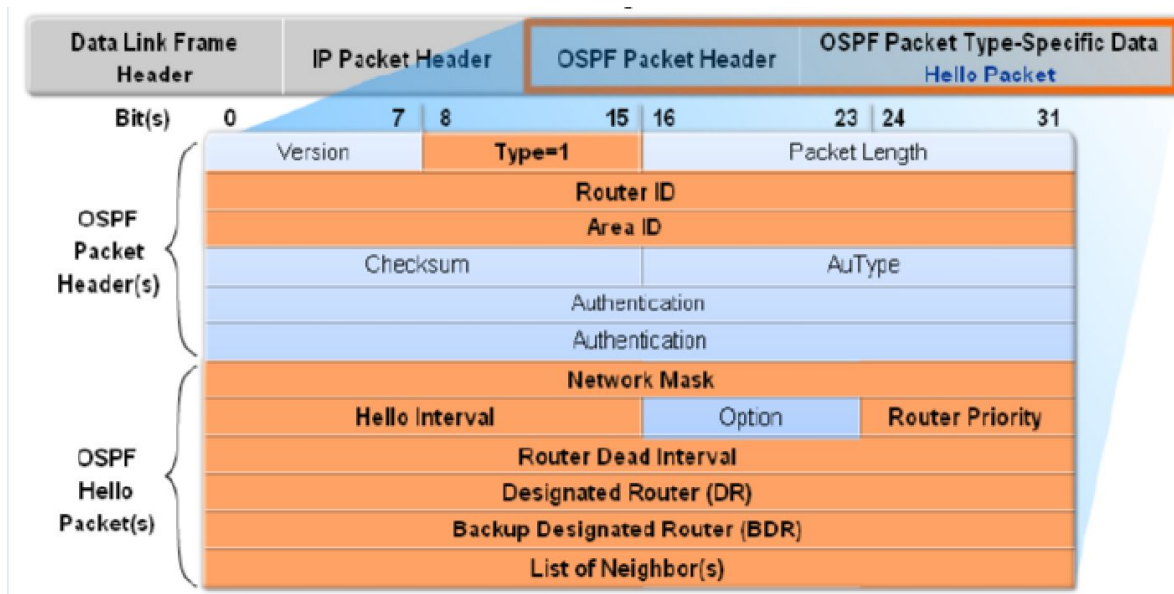 Data Link Frame Header
IP Packet Header
OSPF Packet Header
OSPF Packet Type-Specific Data
Hello Packet
Bit(s) 0 7 8 15 16 23 24 31
Version Type=1 Packet Length
Router ID
Area ID
Checksum AuType
Authentication
Authentication
OSPF
Packet
Header(s)
Network Mask
Hello Interval Option Router Priority
Router Dead Interval
Designated Router (DR)
Backup Designated Router (BDR)
List of Neighbor(s)
OSPF
Hello
Packet(s)